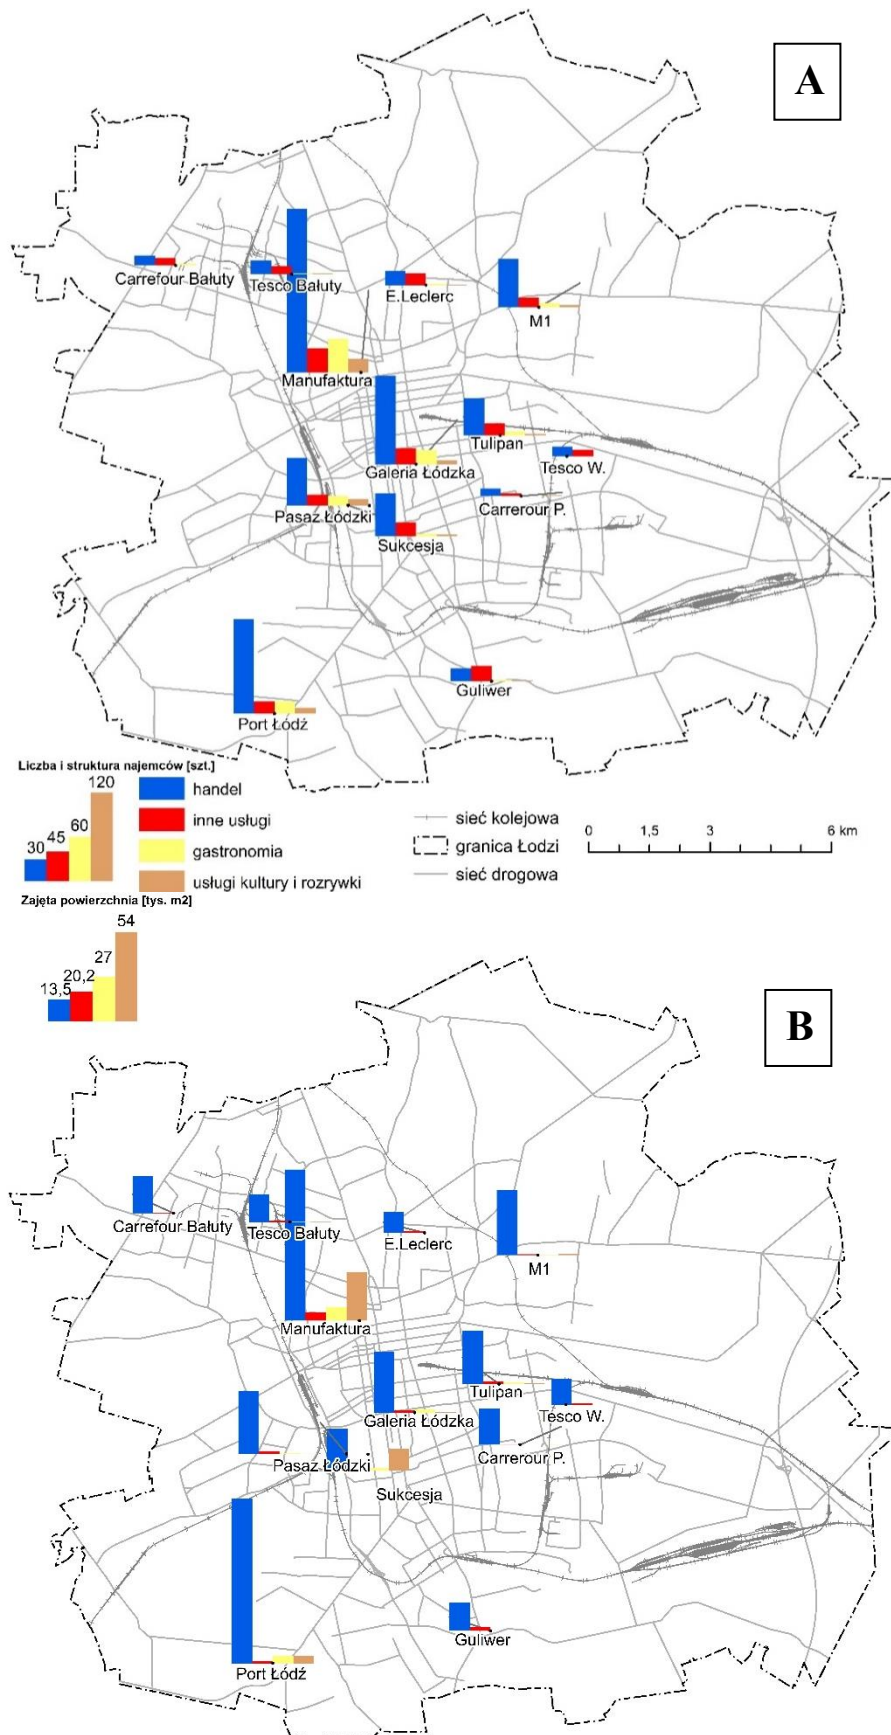 A
Carrefour Bałuty
Tesco Bałuty
E.Leclerc
M1
Manufaktura
Tulipan
Galeria Łódzka
Tesco W.
Pasaż Łódzki
Carrerour P.
Sukcesja
Guliwer
Port Łódź
Liczba i struktura najemców [szt.]
120
60
45
30
handel
inne usługi
gastronomia
usługi kultury i rozrywki
sieć kolejowa
granica Łodzi
sieć drogowa
0 1,5 3 6 km
Zajęta powierzchnia [tys. m2]
54
27
20,2
13,5
B
Carrefour Bałuty
Tesco Bałuty
E.Leclerc
M1
Manufaktura
Tulipan
Galeria Łódzka
Tesco W.
Pasaż Łódzki
Carrerour P.
Sukcesja
Guliwer
Port Łódź